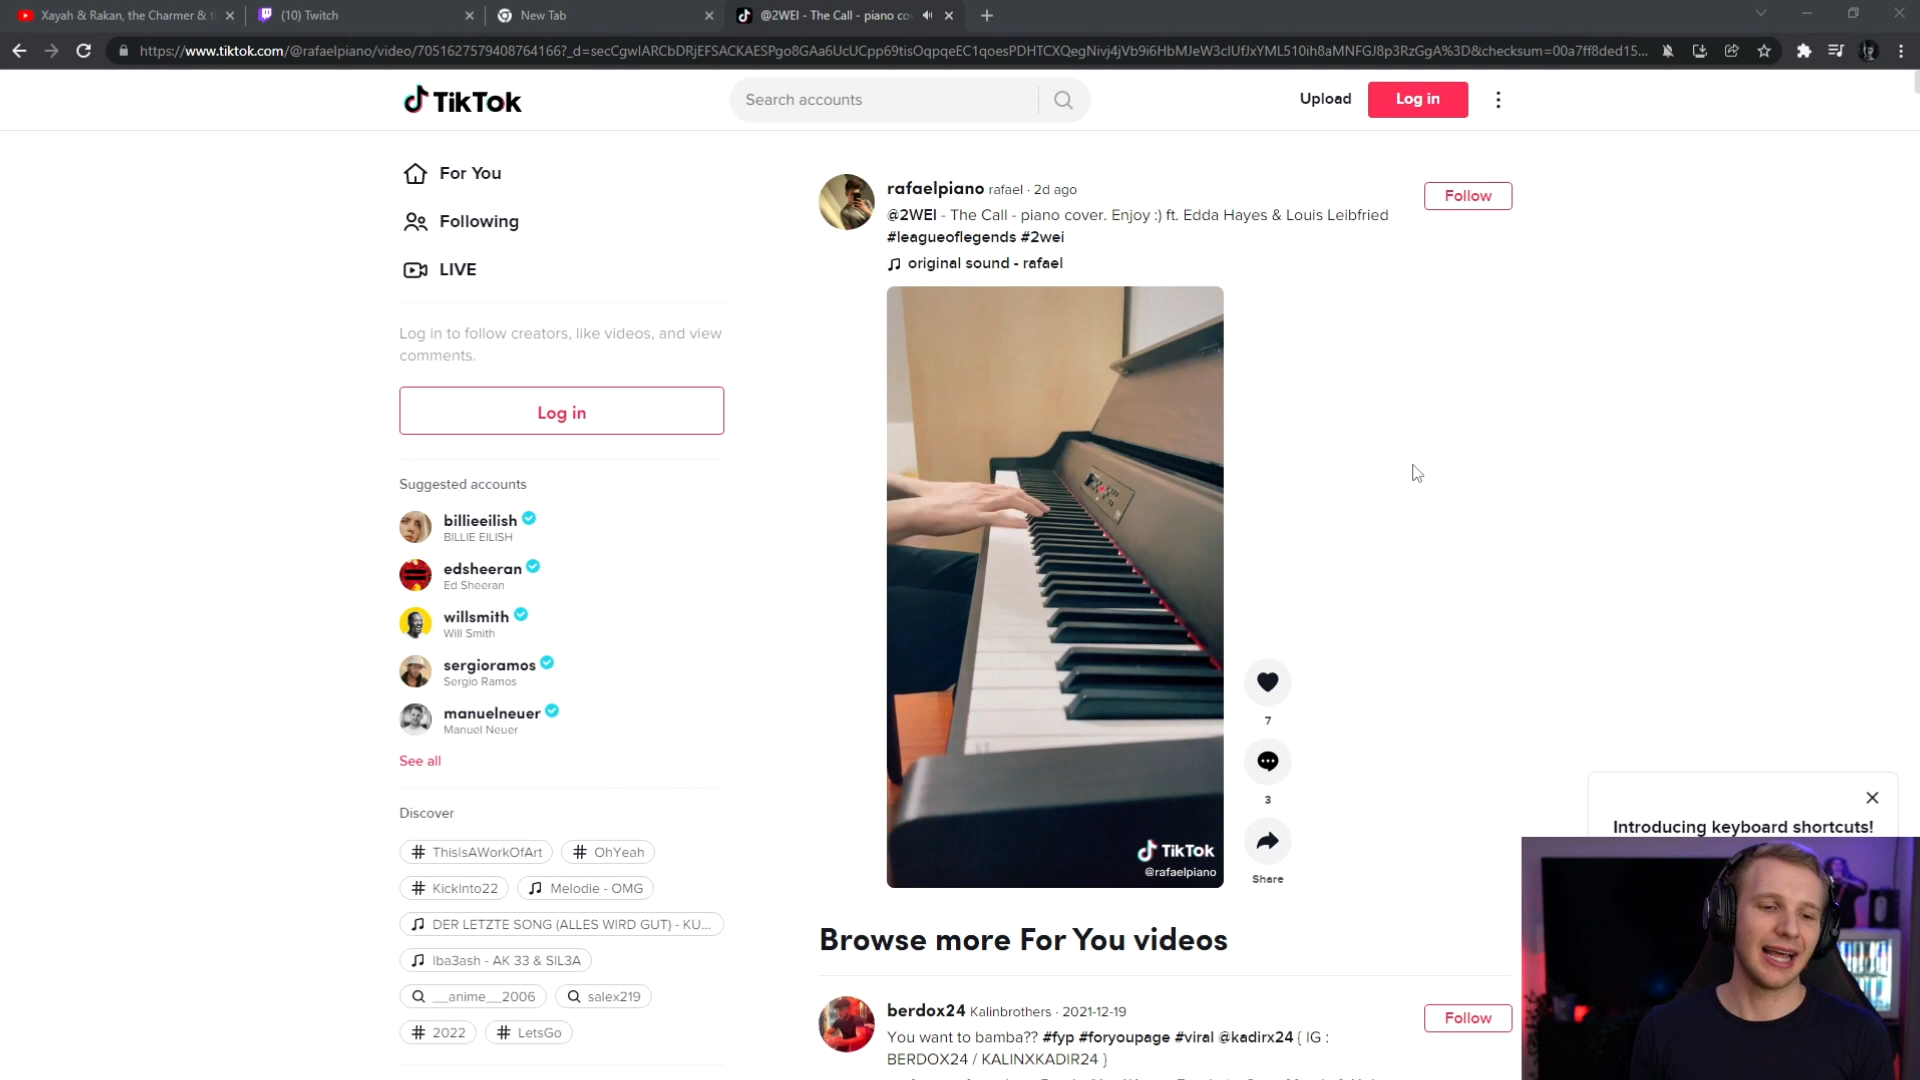 Xayah & Rakan, the Charmer & t
(10) Twitch
New Tab
@2WEI - The Call - piano co
https://www.tiktok.com/@rafaelpiano/video/7051627579408764166?_d=secCgwIARCbDRjEFSACKAESPgo8GAa6UcUCpp69tisOqpqeEC1qoesPDHTCXQegNivj4jVb9i6HbMJeW3cIUfJxYML510ih8aMNFGJ8p3RzGgA%3D&checksum=00a7ff8ded15...
TikTok
Search accounts
Upload
Log in
For You
Following
LIVE
Log in to follow creators, like videos, and view
comments.
Log in
Suggested accounts
billieeilish
BILLIE EILISH
edsheeran
Ed Sheeran
willsmith
Will Smith
sergioramos
Sergio Ramos
manuelneuer
Manuel Neuer
See all
Discover
# ThisIsAWorkOfArt
# OhYeah
# KickInto22
Melodie - OMG
DER LETZTE SONG (ALLES WIRD GUT) - KU...
lba3ash - AK 33 & SIL3A
__anime__2006
salex219
# 2022
# LetsGo
rafaelpiano rafael · 2d ago
Follow
@2WEI - The Call - piano cover. Enjoy :) ft. Edda Hayes & Louis Leibfried
#leagueoflegends #2wei
original sound - rafael
TikTok
@rafaelpiano
7
3
Share
Browse more For You videos
berdox24 Kalinbrothers · 2021-12-19
Follow
You want to bamba?? #fyp #foryoupage #viral @kadirx24 { IG :
BERDOX24 / KALINXKADIR24 }
Introducing keyboard shortcuts!